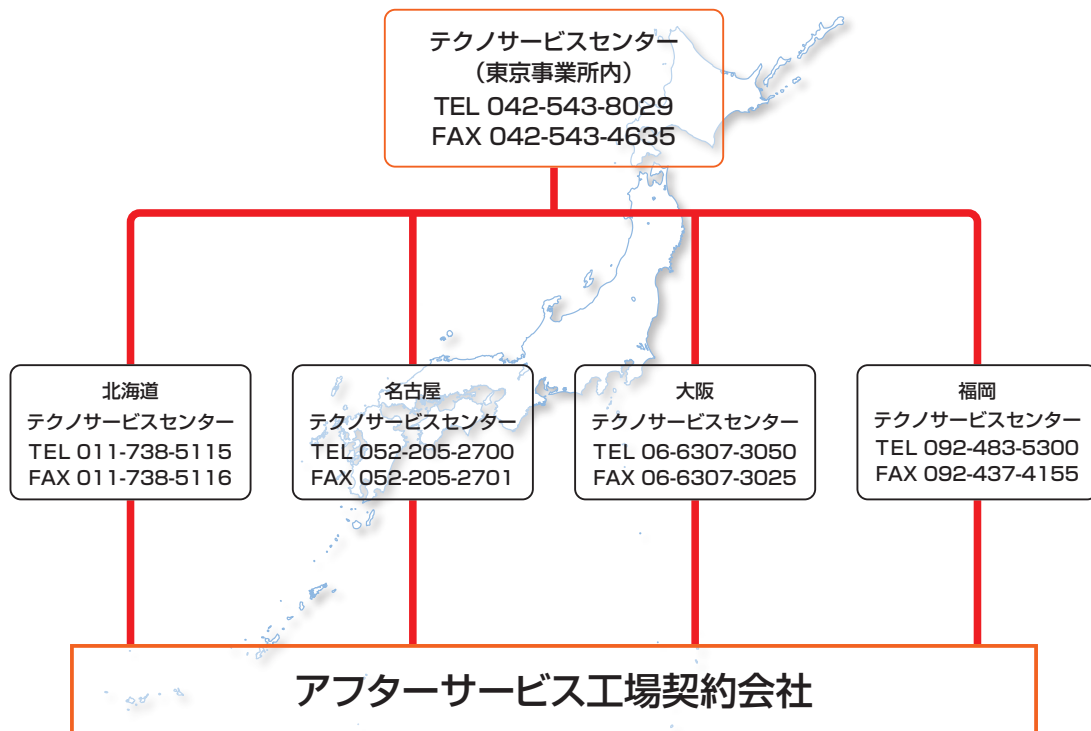 テクノサービスセンター
（東京事業所内）
TEL 042-543-8029
FAX 042-543-4635
北海道
テクノサービスセンター
TEL 011-738-5115
FAX 011-738-5116
名古屋
テクノサービスセンター
TEL 052-205-2700
FAX 052-205-2701
大阪
テクノサービスセンター
TEL 06-6307-3050
FAX 06-6307-3025
福岡
テクノサービスセンター
TEL 092-483-5300
FAX 092-437-4155
アフターサービス工場契約会社